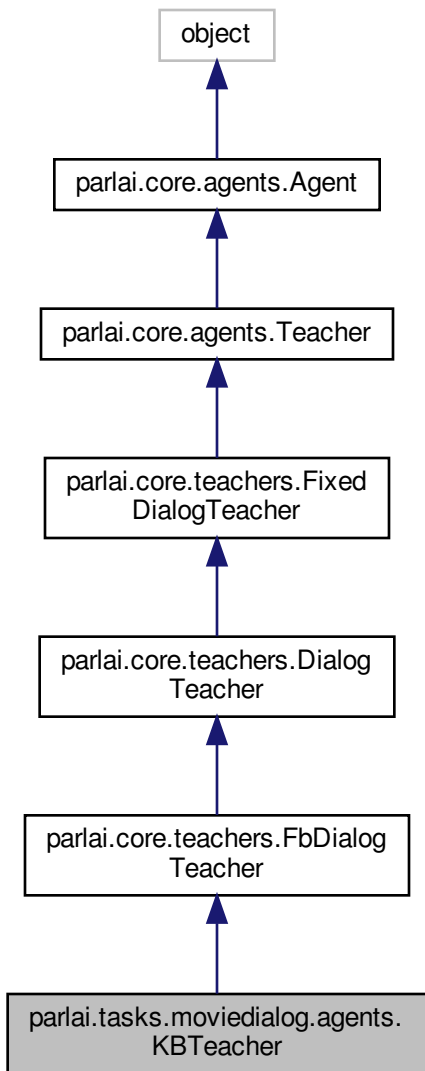 object
parlai.core.agents.Agent
parlai.core.agents.Teacher
parlai.core.teachers.Fixed
DialogTeacher
parlai.core.teachers.Dialog
Teacher
parlai.core.teachers.FbDialog
Teacher
parlai.tasks.moviedialog.agents.
KBTeacher